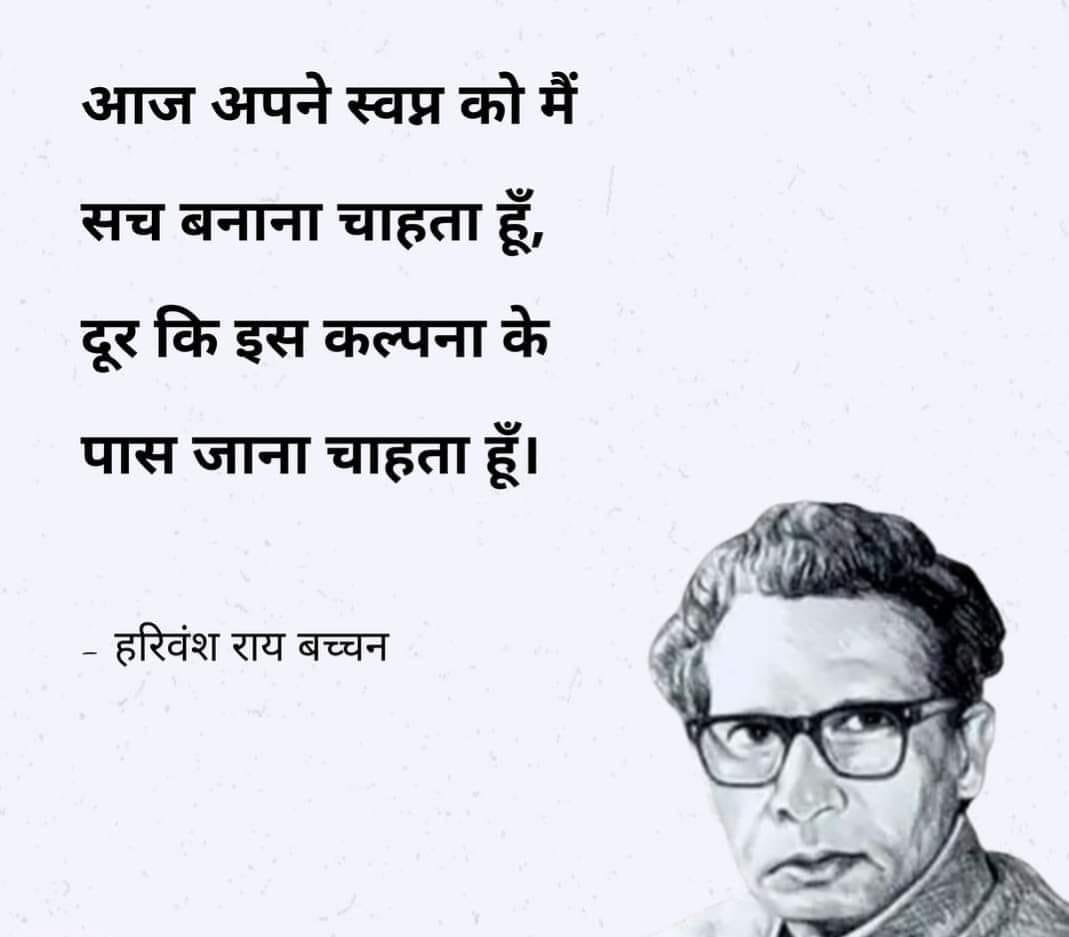 आज अपने स्वप्न को मैं
सच बनाना चाहता हूँ,
दूर कि इस कल्पना के
पास जाना चाहता हूँ।
– हरिवंश राय बच्चन